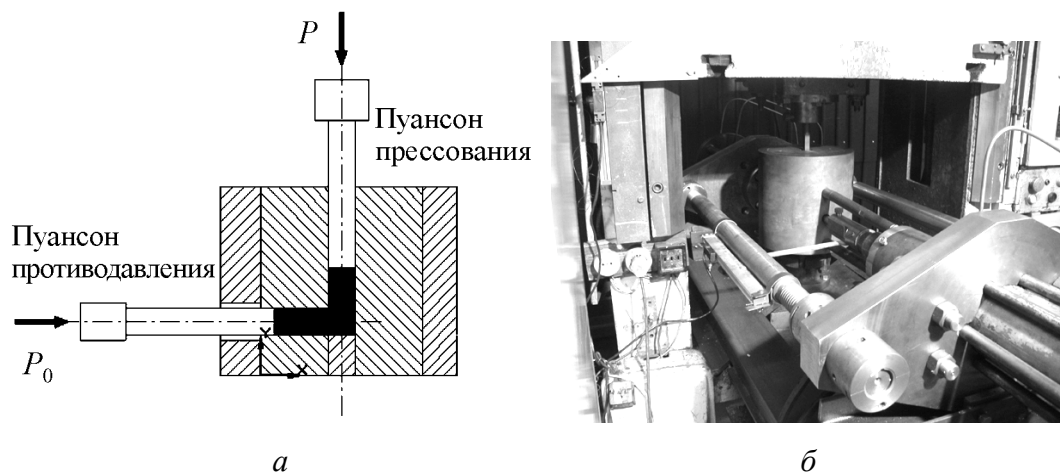 P
Пуансон
прессования
Пуансон
противодавления
P₀
Y
X
а
б